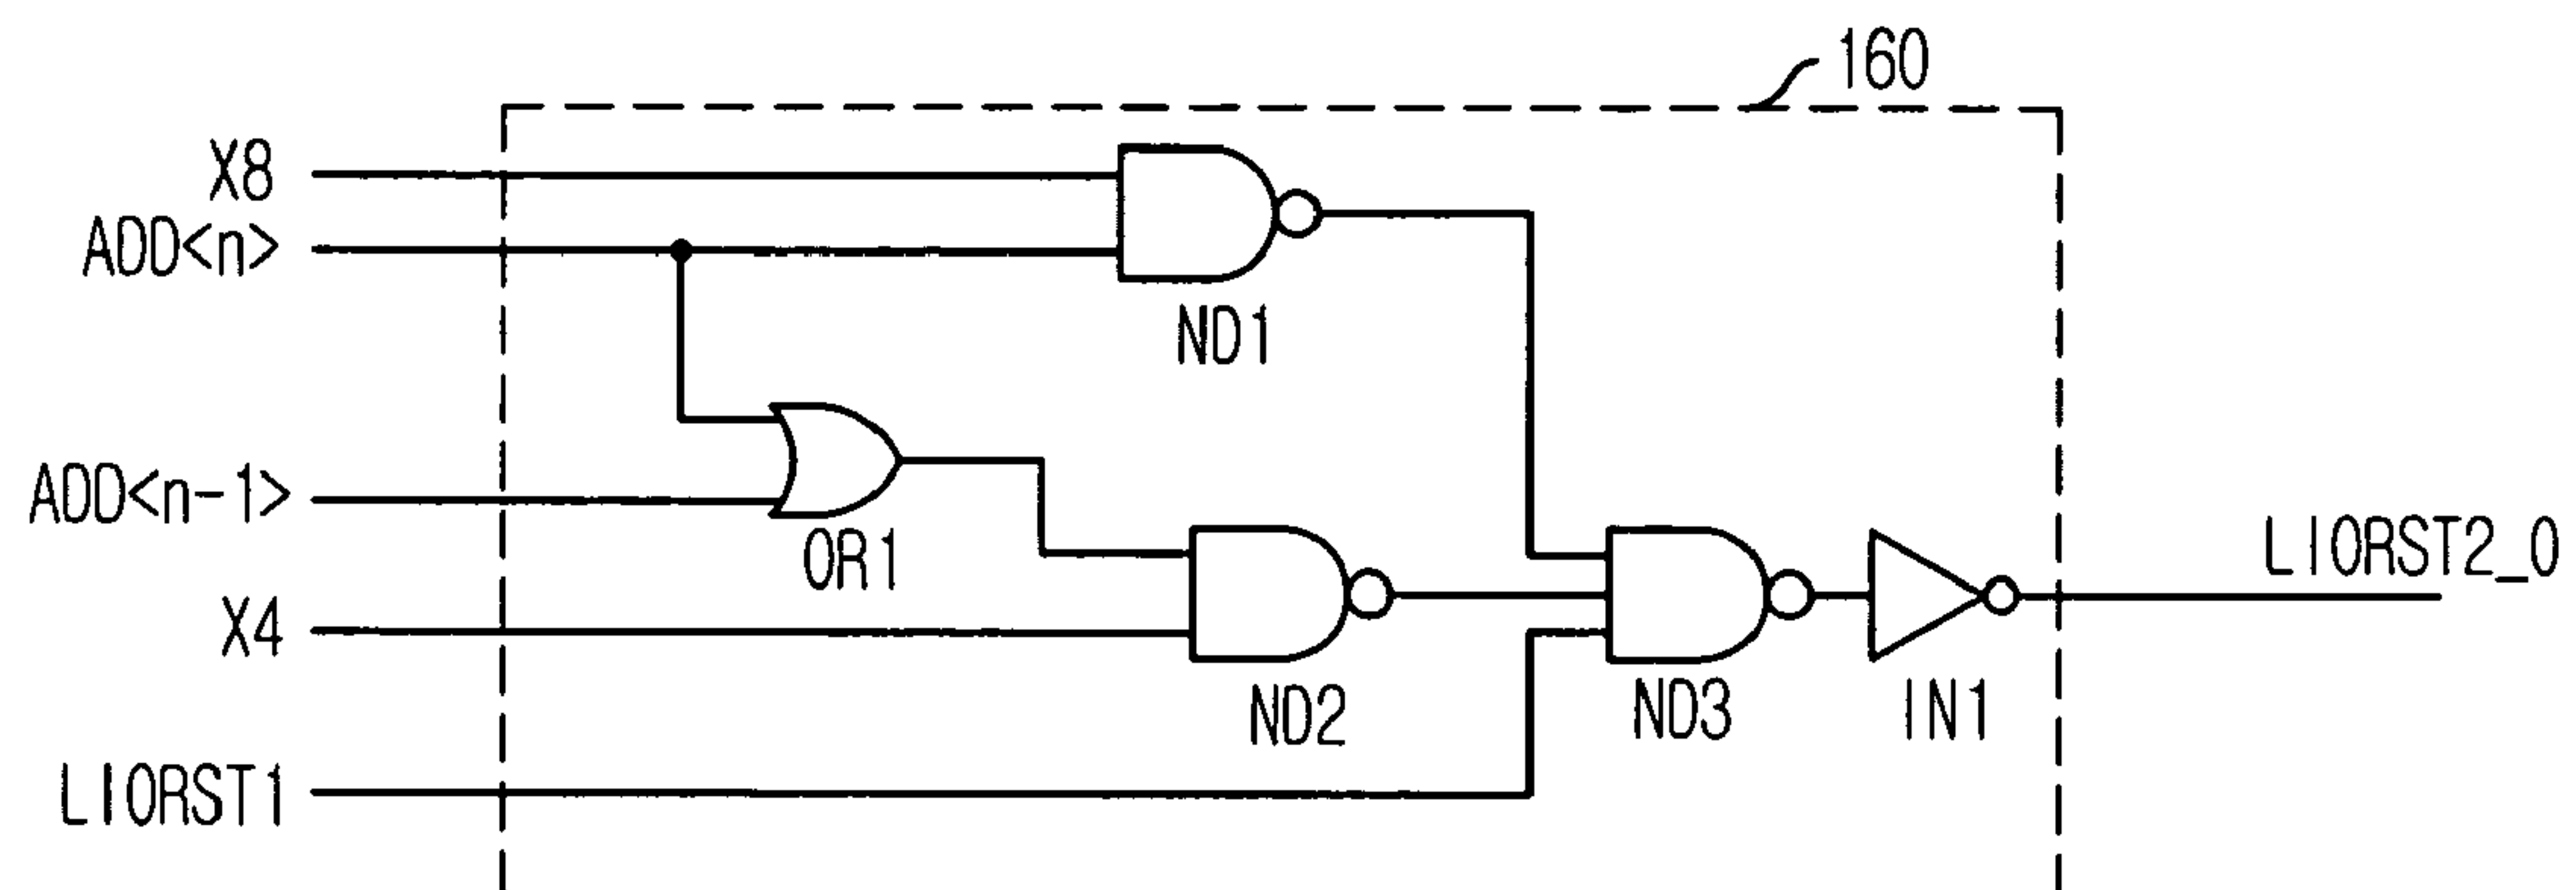 160
X8
ADD<n>
ND1
ADD<n-1>
OR1
LIORST2_0
X4
ND2
ND3
IN1
LIORST1